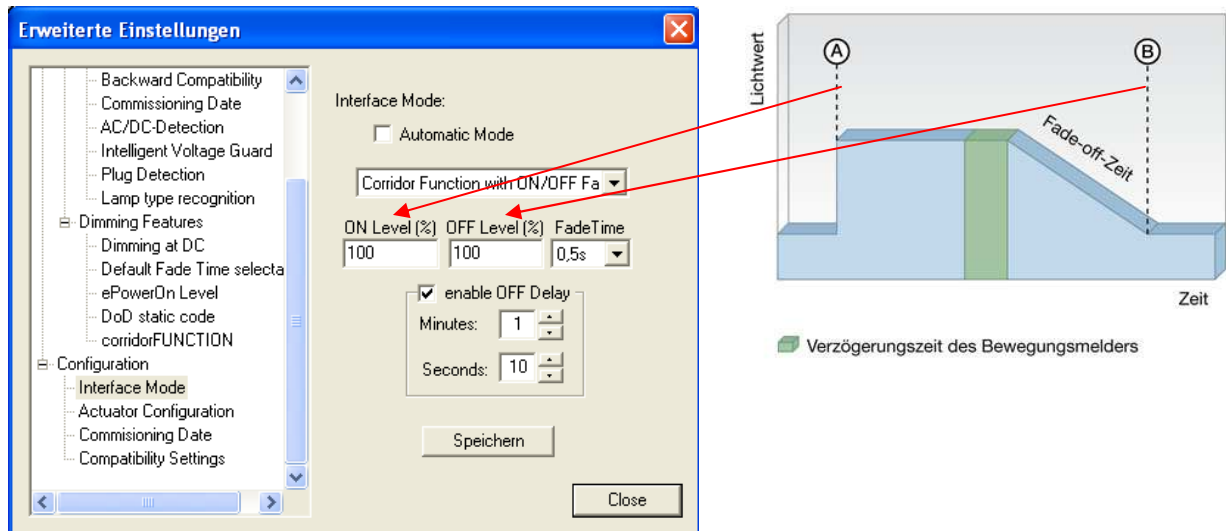 Erweiterte Einstellungen
Backward Compatibility
Commissioning Date
AC/DC-Detection
Intelligent Voltage Guard
Plug Detection
Lamp type recognition
Dimming Features
Dimming at DC
Default Fade Time selecta
ePowerOn Level
DoD static code
corridorFUNCTION
Configuration
Interface Mode
Actuator Configuration
Commisioning Date
Compatibility Settings
Interface Mode:
Automatic Mode
Corridor Function with ON/OFF Fa
ON Level (%) OFF Level (%) FadeTime
100 100 0,5s
enable OFF Delay
Minutes: 1
Seconds: 10
Speichern
Close
Lichtwert
A B
Fade-off-Zeit
Zeit
Verzögerungszeit des Bewegungsmelders